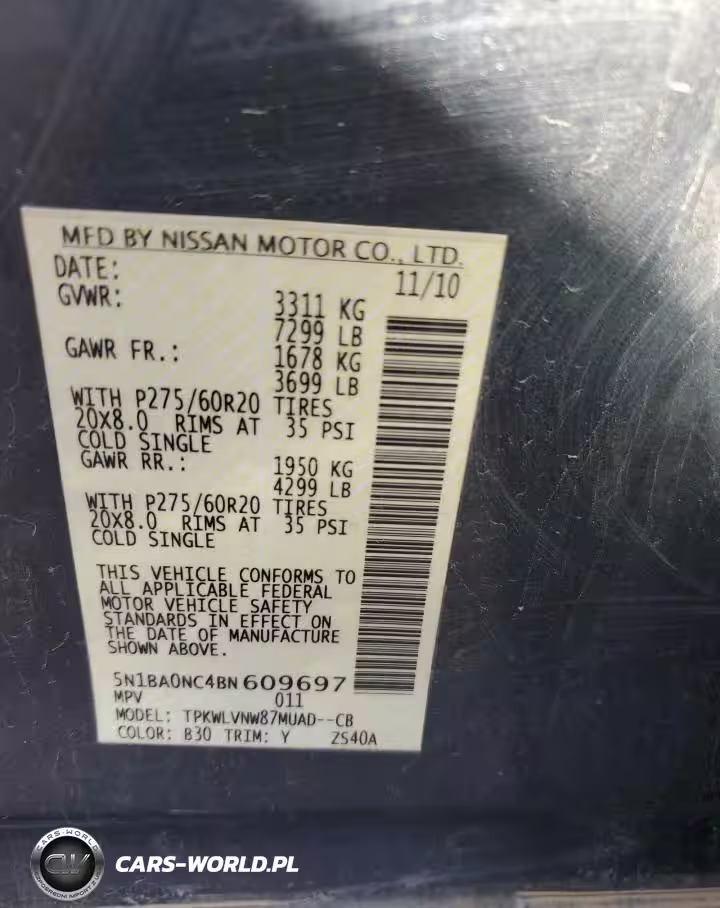 MFD BY NISSAN MOTOR CO., LTD.
DATE: 11/10
GVWR: 3311 KG
7299 LB
GAWR FR.: 1678 KG
3699 LB
WITH P275/60R20 TIRES
20X8.0 RIMS AT 35 PSI
COLD SINGLE
GAWR RR.: 1950 KG
4299 LB
WITH P275/60R20 TIRES
20X8.0 RIMS AT 35 PSI
COLD SINGLE
THIS VEHICLE CONFORMS TO
ALL APPLICABLE FEDERAL
MOTOR VEHICLE SAFETY
STANDARDS IN EFFECT ON
THE DATE OF MANUFACTURE
SHOWN ABOVE.
5N1BA0NC4BN609697
MPV 011
MODEL: TPKWLVNW87MUAD--CB
COLOR: B30 TRIM: Y ZS40A
CARS-WORLD
CW
CARS-WORLD.PL